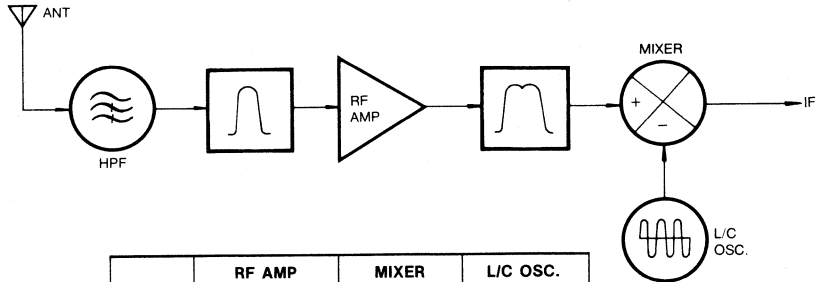 ANT
MIXER
RF
AMP
+
−
IF
HPF
L/C
OSC.
RF AMP MIXER L/C OSC.